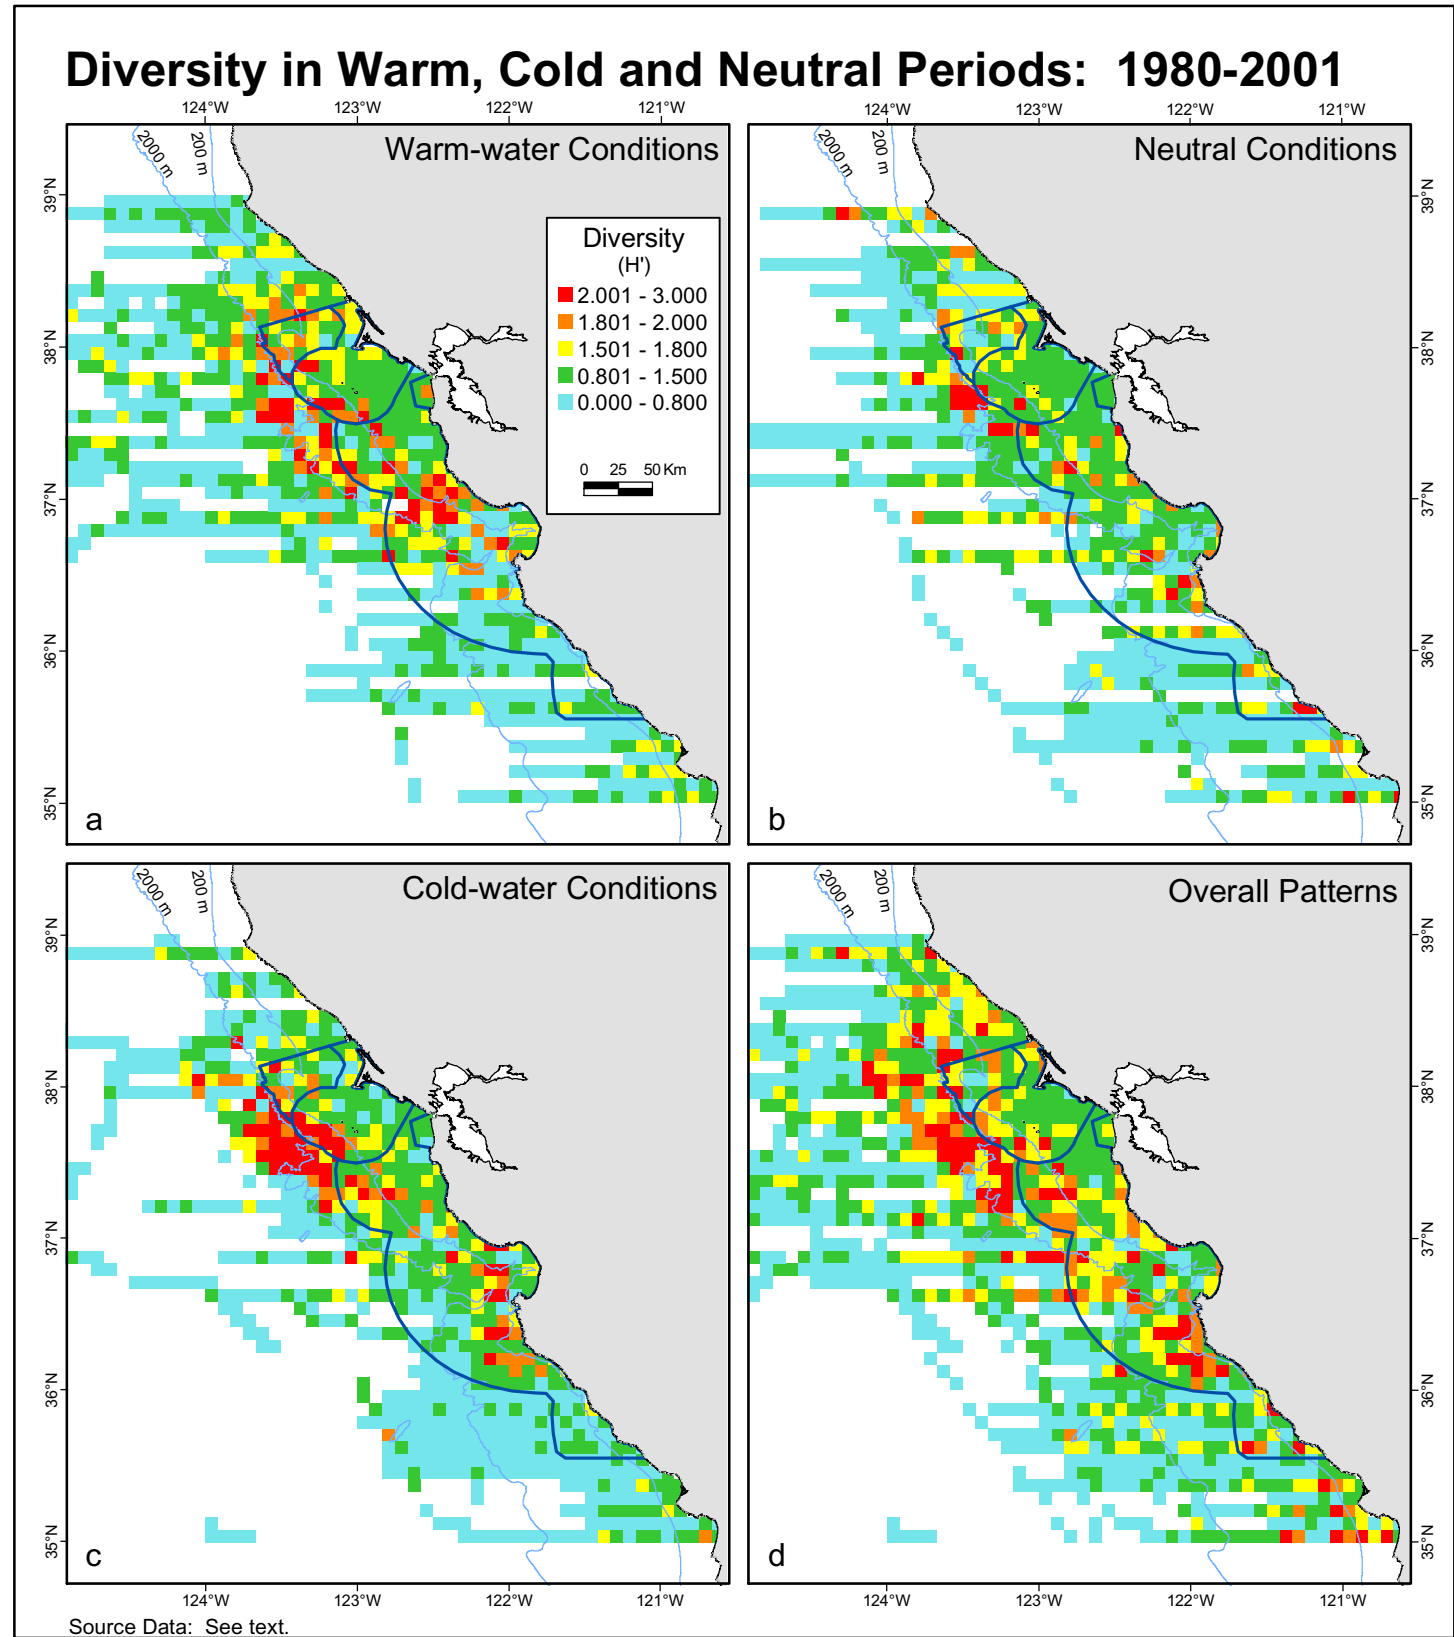 Diversity in Warm, Cold and Neutral Periods: 1980-2001
124°W 123°W 122°W 121°W
124°W 123°W 122°W 121°W
Warm-water Conditions
2000 m
200 m
39°N
38°N
37°N
36°N
35°N
Diversity
(H')
2.001 - 3.000
1.801 - 2.000
1.501 - 1.800
0.801 - 1.500
0.000 - 0.800
0 25 50 Km
a
Neutral Conditions
2000 m
200 m
39°N
38°N
37°N
36°N
35°N
b
Cold-water Conditions
2000 m
200 m
39°N
38°N
37°N
36°N
35°N
c
Overall Patterns
2000 m
200 m
39°N
38°N
37°N
36°N
35°N
d
124°W 123°W 122°W 121°W
124°W 123°W 122°W 121°W
Source Data: See text.